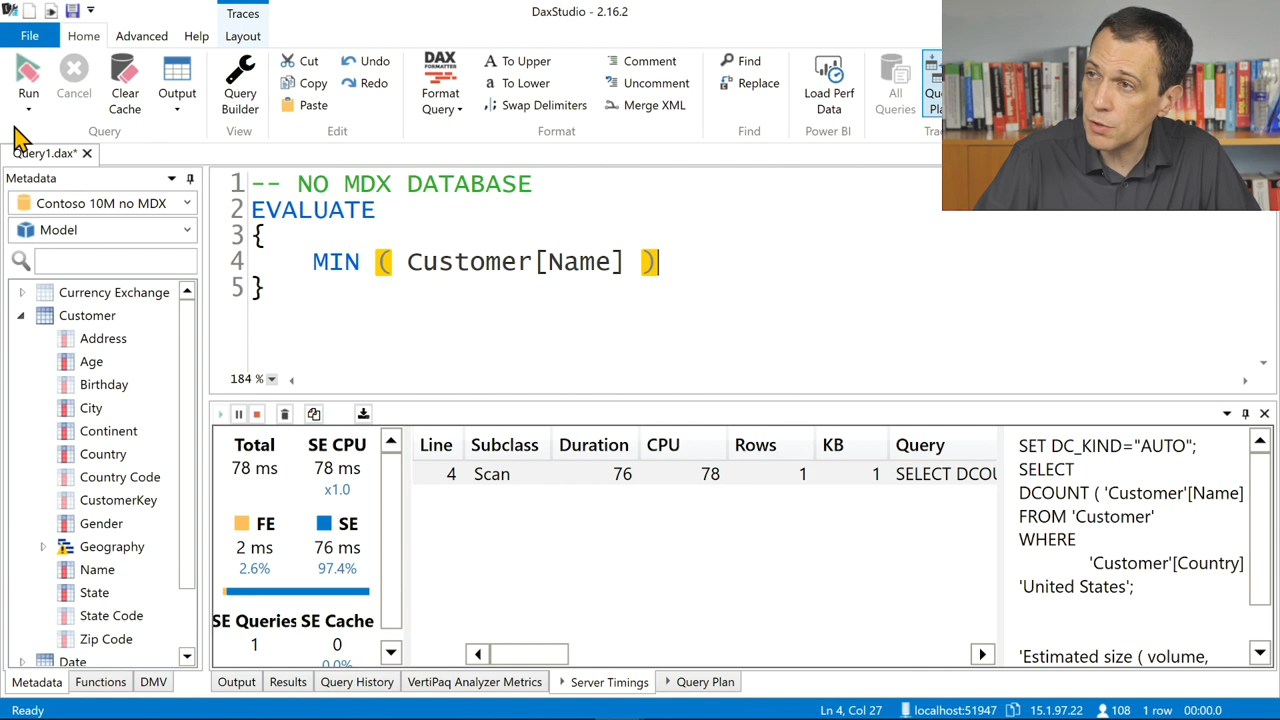 Traces
DaxStudio - 2.16.2
File
Home
Advanced
Help
Layout
Run
Cancel
Clear
Cache
Output
Query
Query
Builder
View
Cut
Copy
Paste
Undo
Redo
Edit
DAX
FORMATTER
Format
Query
To Upper
To Lower
Swap Delimiters
Comment
Uncomment
Merge XML
Format
Find
Replace
Find
Load Perf
Data
Power BI
All
Queries
Query1.dax*
Metadata
Contoso 10M no MDX
Model
Currency Exchange
Customer
Address
Age
Birthday
City
Continent
Country
Country Code
CustomerKey
Gender
Geography
Name
State
State Code
Zip Code
Date
Metadata
Functions
DMV
1 -- NO MDX DATABASE
2 EVALUATE
3 {
4 MIN ( Customer[Name] )
5 }
184 %
Total
78 ms
SE CPU
78 ms
x1.0
FE
2 ms
2.6%
SE
76 ms
97.4%
SE Queries
1
SE Cache
0
0.0%
Line Subclass Duration CPU Rows KB Query
4 Scan 76 78 1 1 SELECT DCOU
SET DC_KIND="AUTO";
SELECT
DCOUNT ( 'Customer'[Name]
FROM 'Customer'
WHERE
'Customer'[Country]
'United States';
'Estimated size ( volume,
Output
Results
Query History
VertiPaq Analyzer Metrics
Server Timings
Query Plan
Ready
Ln 4, Col 27
localhost:51947
15.1.97.22
108
1 row
00:00.0